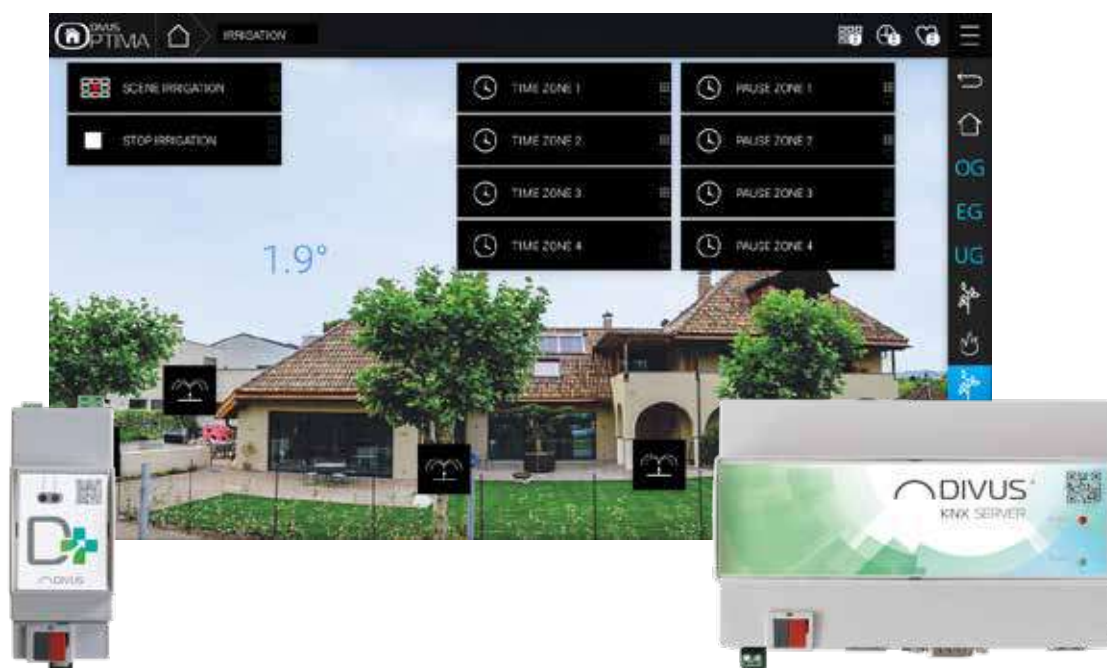 DIVUS
OPTIMA
IRRIGATION
SCENE IRRIGATION
STOP IRRIGATION
TIME ZONE 1
PAUSE ZONE 1
TIME ZONE 2
PAUSE ZONE 2
TIME ZONE 3
PAUSE ZONE 3
TIME ZONE 4
PAUSE ZONE 4
OG
EG
UG
1.9°
D+
DIVUS
DIVUS
KNX SERVER